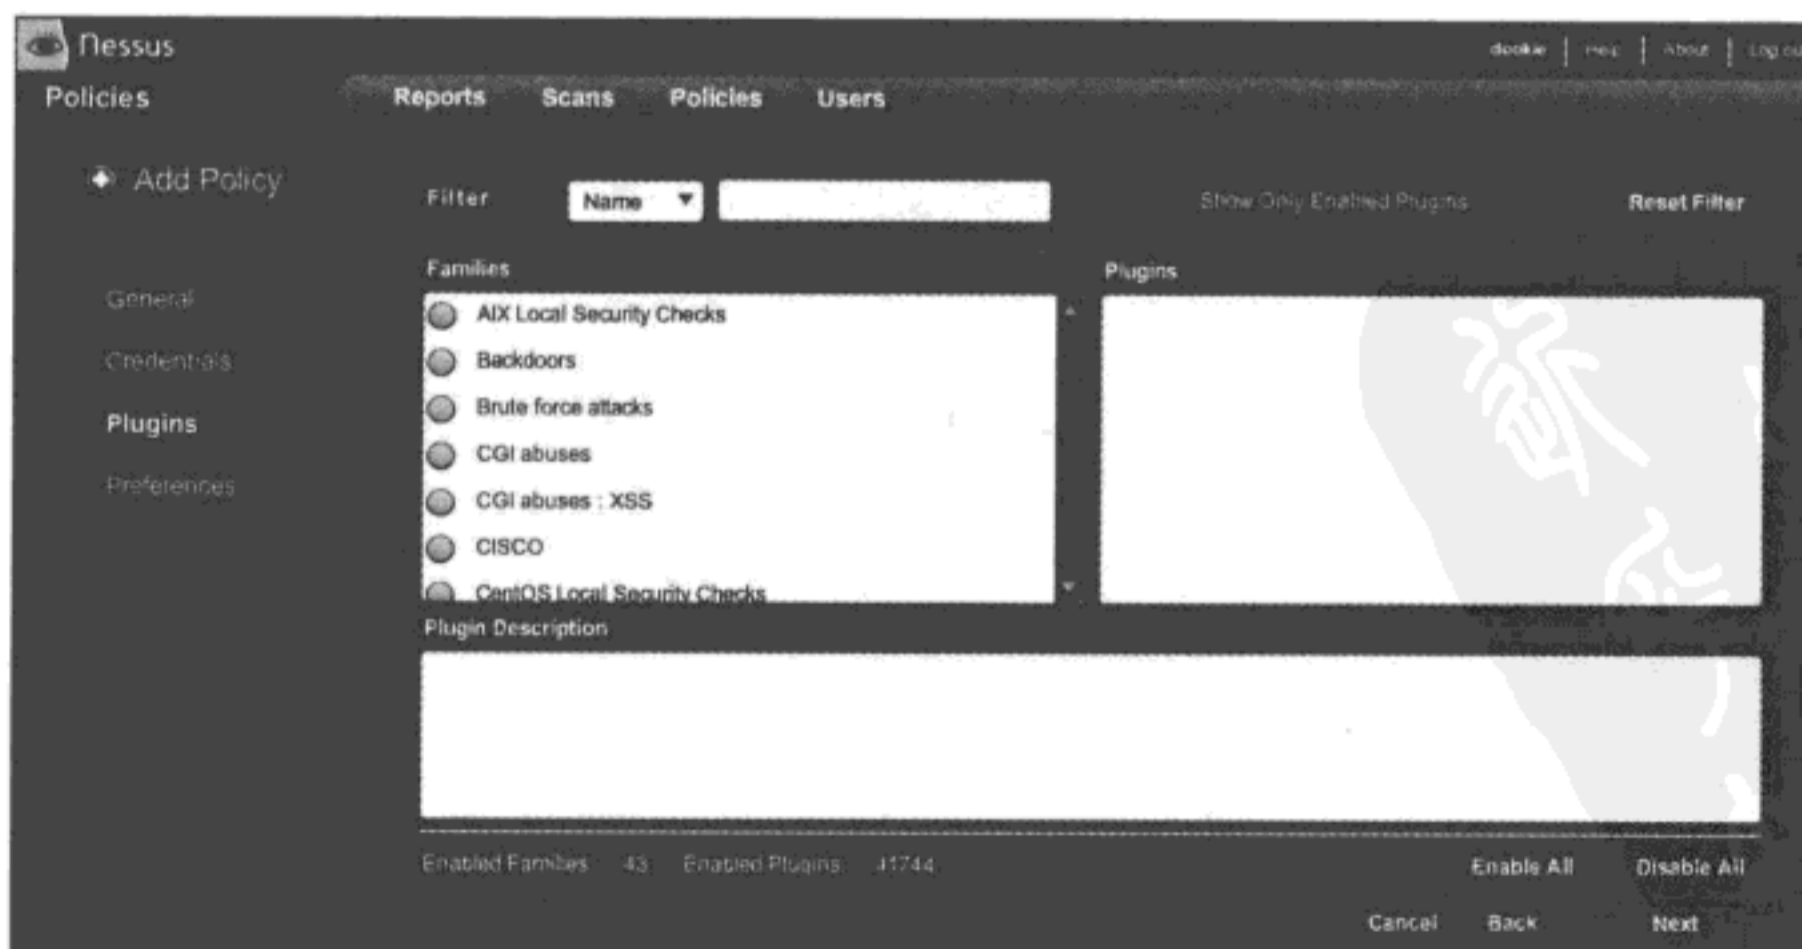 Nessus
dookie | Help | About | Log out
Policies
Reports Scans Policies Users
Add Policy
Filter Name Show Only Enabled Plugins Reset Filter
Families Plugins
General
Credentials
Plugins
Preferences
AIX Local Security Checks
Backdoors
Brute force attacks
CGI abuses
CGI abuses : XSS
CISCO
CentOS Local Security Checks
Plugin Description
Enabled Families 43 Enabled Plugins 41744
Enable All Disable All
Cancel Back Next